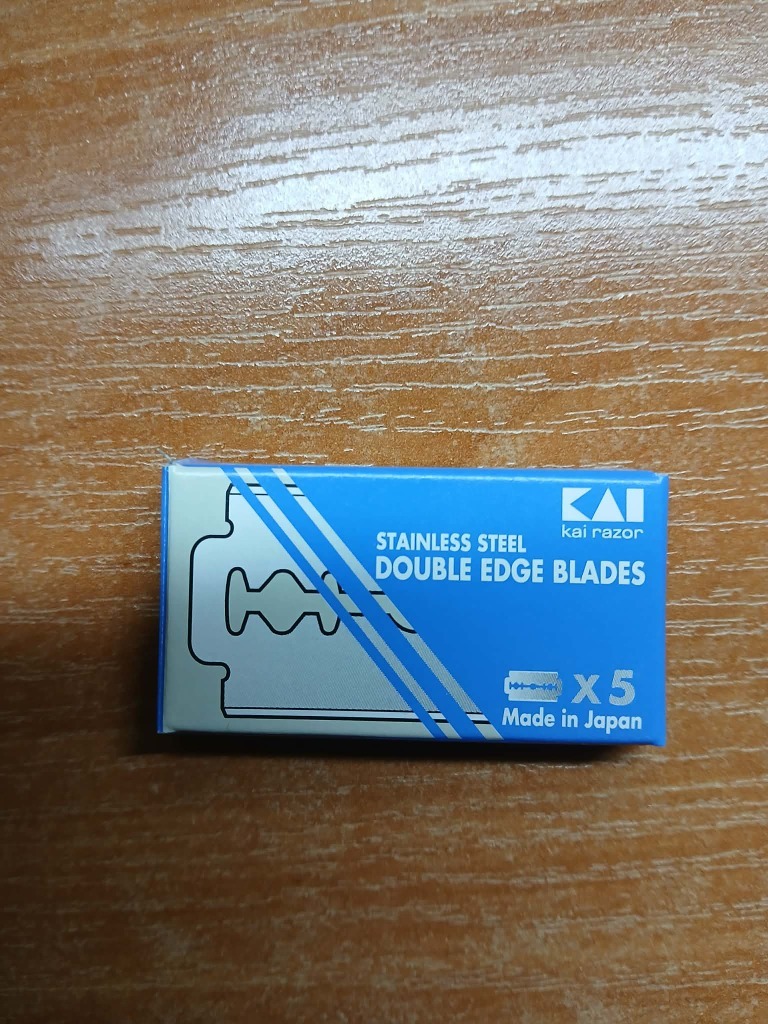 KAI
kai razor
STAINLESS STEEL
DOUBLE EDGE BLADES
X 5
Made in Japan